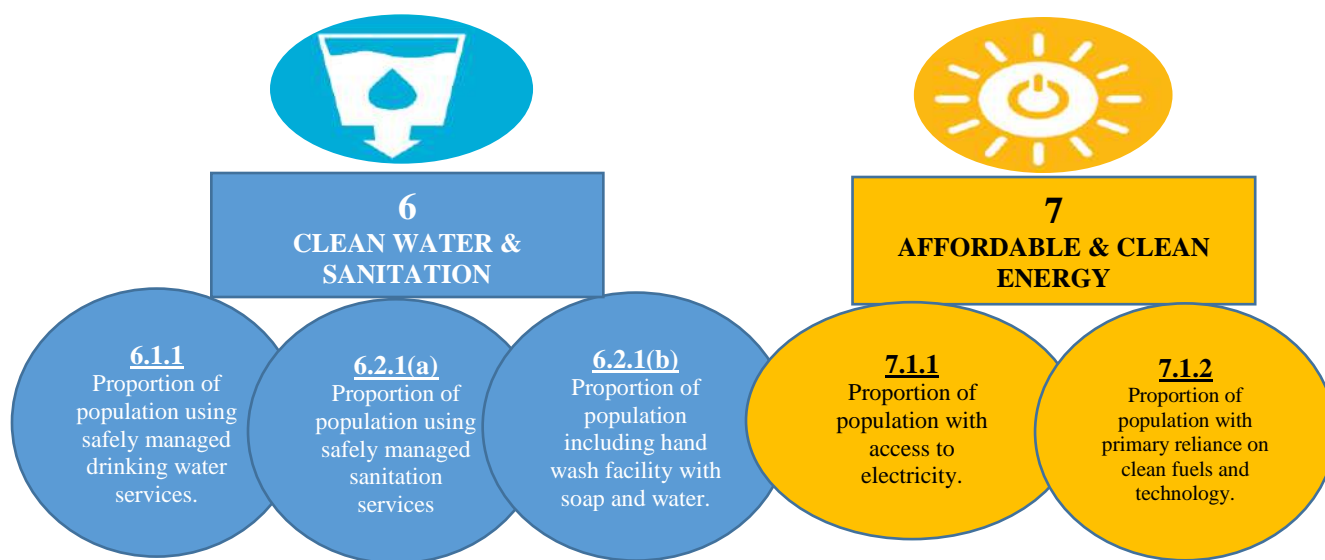 6
CLEAN WATER &
SANITATION
7
AFFORDABLE & CLEAN
ENERGY
6.1.1
Proportion of
population using
safely managed
drinking water
services.
6.2.1(a)
Proportion of
population using
safely managed
sanitation
services
6.2.1(b)
Proportion of
population
including hand
wash facility with
soap and water.
7.1.1
Proportion of
population with
access to
electricity.
7.1.2
Proportion of
population with
primary reliance on
clean fuels and
technology.